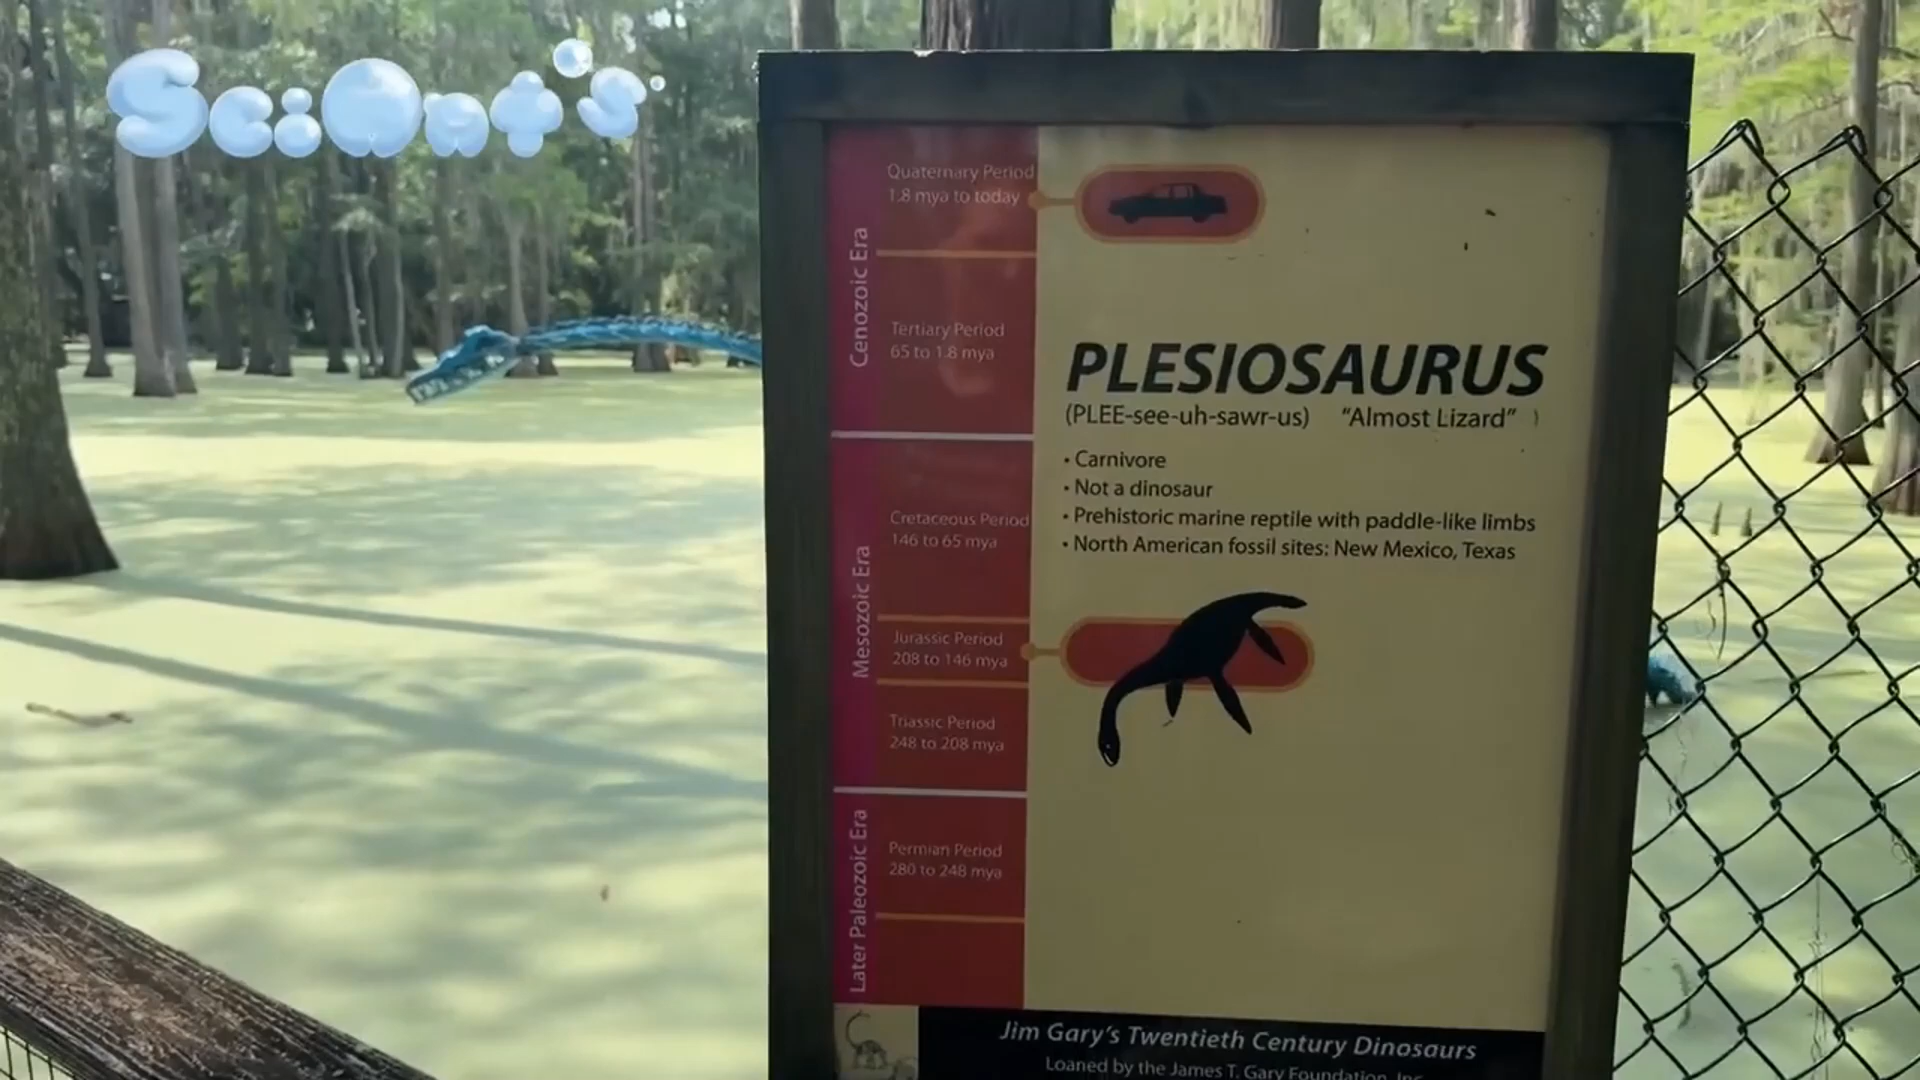 SciOnt's
Quaternary Period
1.8 mya to today
Cenozoic Era
Tertiary Period
65 to 1.8 mya
PLESIOSAURUS
(PLEE-see-uh-sawr-us) "Almost Lizard"
• Carnivore
• Not a dinosaur
• Prehistoric marine reptile with paddle-like limbs
• North American fossil sites: New Mexico, Texas
Cretaceous Period
146 to 65 mya
Mesozoic Era
Jurassic Period
208 to 146 mya
Triassic Period
248 to 208 mya
Permian Period
280 to 248 mya
Later Paleozoic Era
Jim Gary's Twentieth Century Dinosaurs
Loaned by the James T. Gary Foundation, Inc.